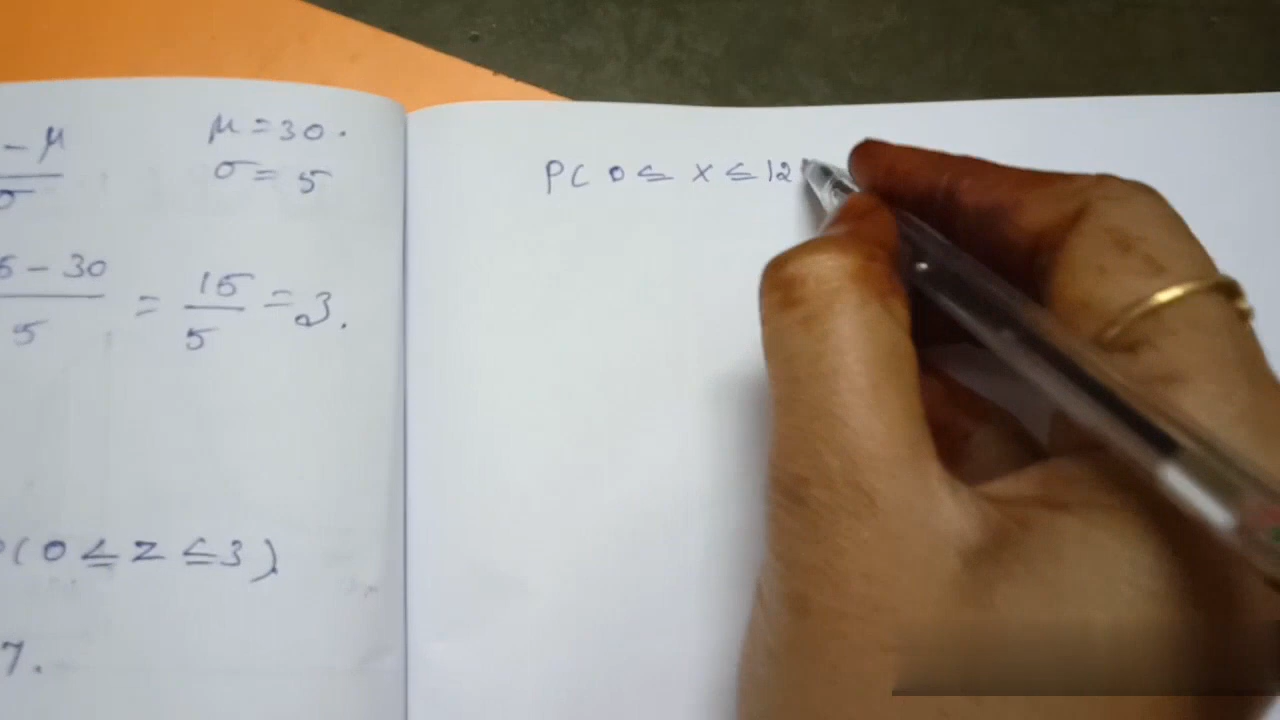 - μ
σ
μ = 30.
σ = 5
5 - 30
5
= 15
5
= 3.
P(0 ≤ z ≤ 3)
7.
P( 0 ≤ x ≤ 12